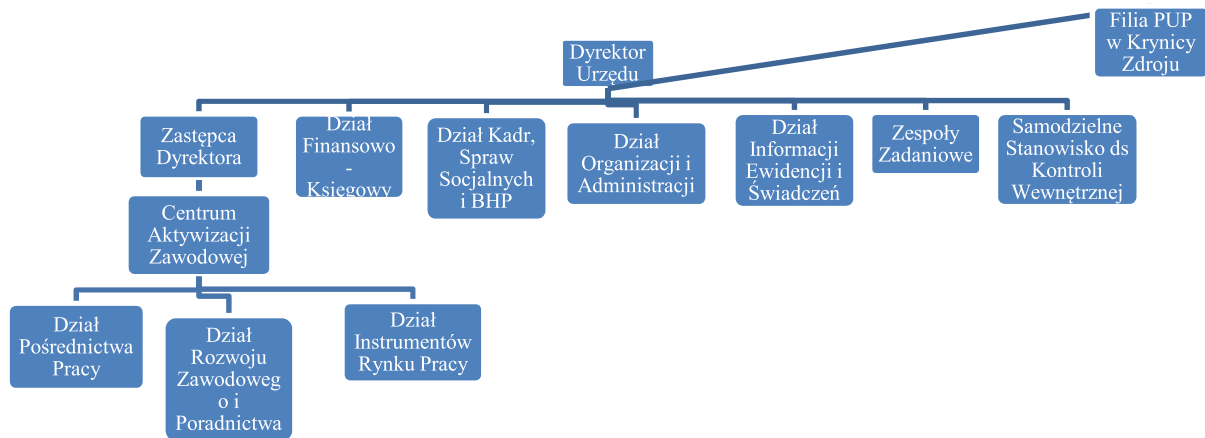 Filia PUP
w Krynicy
Zdroju
Dyrektor
Urzędu
Zastępca
Dyrektora
Dział
Finansowo
-
Księgowy
Dział Kadr,
Spraw
Socjalnych
i BHP
Dział
Organizacji i
Administracji
Dział
Informacji
Ewidencji i
Świadczeń
Zespoły
Zadaniowe
Samodzielne
Stanowisko ds
Kontroli
Wewnętrznej
Centrum
Aktywizacji
Zawodowej
Dział
Pośrednictwa
Pracy
Dział
Rozwoju
Zawodoweg
o i
Poradnictwa
Dział
Instrumentów
Rynku Pracy